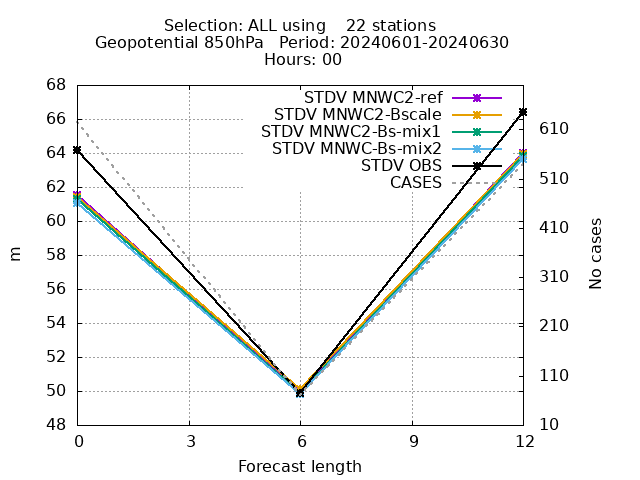 Selection: ALL using    22 stations
Geopotential 850hPa   Period: 20240601-20240630
Hours: 00
STDV MNWC2-ref
STDV MNWC2-Bscale
STDV MNWC2-Bs-mix1
STDV MNWC-Bs-mix2
STDV OBS
CASES
68
66
64
62
60
58
56
54
52
50
48
m
610
510
410
310
210
110
10
No cases
0
3
6
9
12
Forecast length